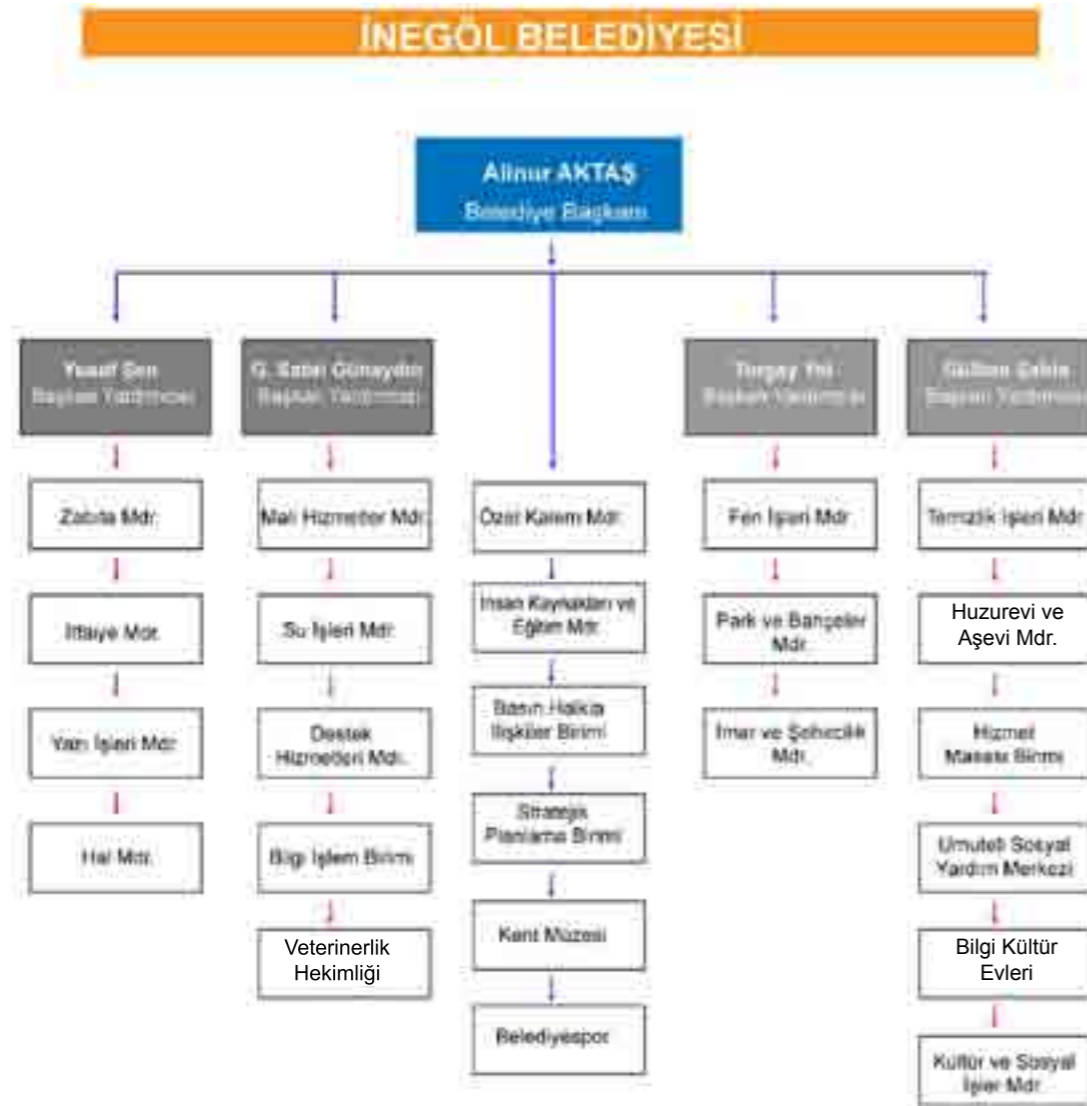 İNEGÖL BELEDİYESİ
Alinur AKTAŞ
Belediye Başkanı
Yusuf Şen
Başkan Yardımcısı
G. Sabri Günaydın
Başkan Yardımcısı
Turgay
Başkan Yardımcısı
Gülben Şahin
Başkan Yardımcısı
Zabıta Mdr.
İtfaiye Mdr.
Yazı İşleri Mdr.
Hal Mdr.
Mali Hizmetler Mdr.
Su İşleri Mdr.
Destek
Hizmetleri Mdr.
Bilgi İşlem Birimi
Veterinerlik
Hekimliği
Özel Kalem Mdr.
İnsan Kaynakları ve
Eğitim Mdr.
Basın Halkla
İlişkiler Birimi
Stratejik
Planlama Birimi
Kent Müzesi
Belediyespor
Fen İşleri Mdr.
Park ve Bahçeler
Mdr.
İmar ve Şehircilik
Mdr.
Temizlik İşleri Mdr.
Huzurevi ve
Aşevi Mdr.
Hizmet
Masası Birimi
Umuteli Sosyal
Yardım Merkezi
Bilgi Kültür
Evleri
Kültür ve Sosyal
İşler Mdr.